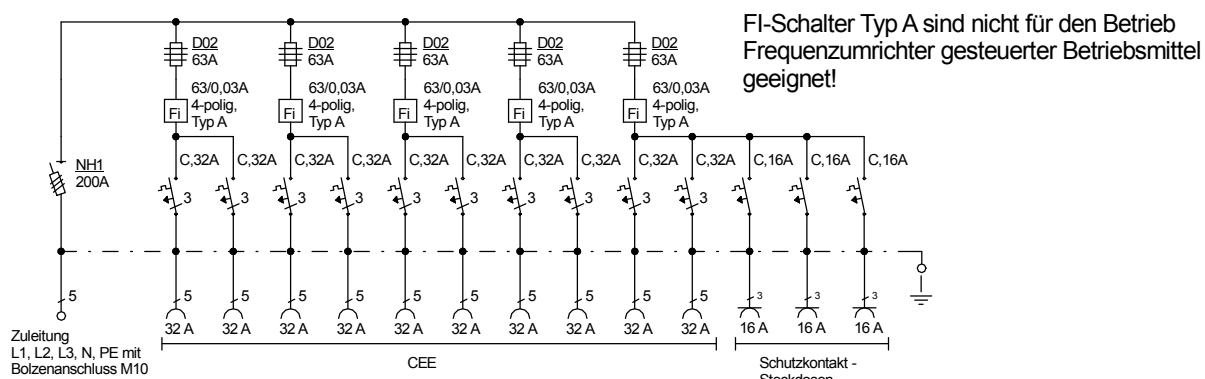 FI-Schalter Typ A sind nicht für den Betrieb
Frequenzumrichter gesteuerter Betriebsmittel
geeignet!
D02 D02 D02 D02 D02
63A 63A 63A 63A 63A
63/0,03A 63/0,03A 63/0,03A 63/0,03A 63/0,03A
4-polig, 4-polig, 4-polig, 4-polig, 4-polig,
Fi Typ A Fi Typ A Fi Typ A Fi Typ A Fi Typ A
NH1
200A
C,32A C,32A C,32A C,32A C,32A C,32A C,32A C,32A C,32A C,32A C,16A C,16A C,16A
3 3 3 3 3 3 3 3 3 3
5 5 5 5 5 5 5 5 5 5 5 3 3 3
32 A 32 A 32 A 32 A 32 A 32 A 32 A 32 A 32 A 32 A 16 A 16 A 16 A
Zuleitung
L1, L2, L3, N, PE mit
Bolzenanschluss M10
CEE
Schutzkontakt -
Steckdosen